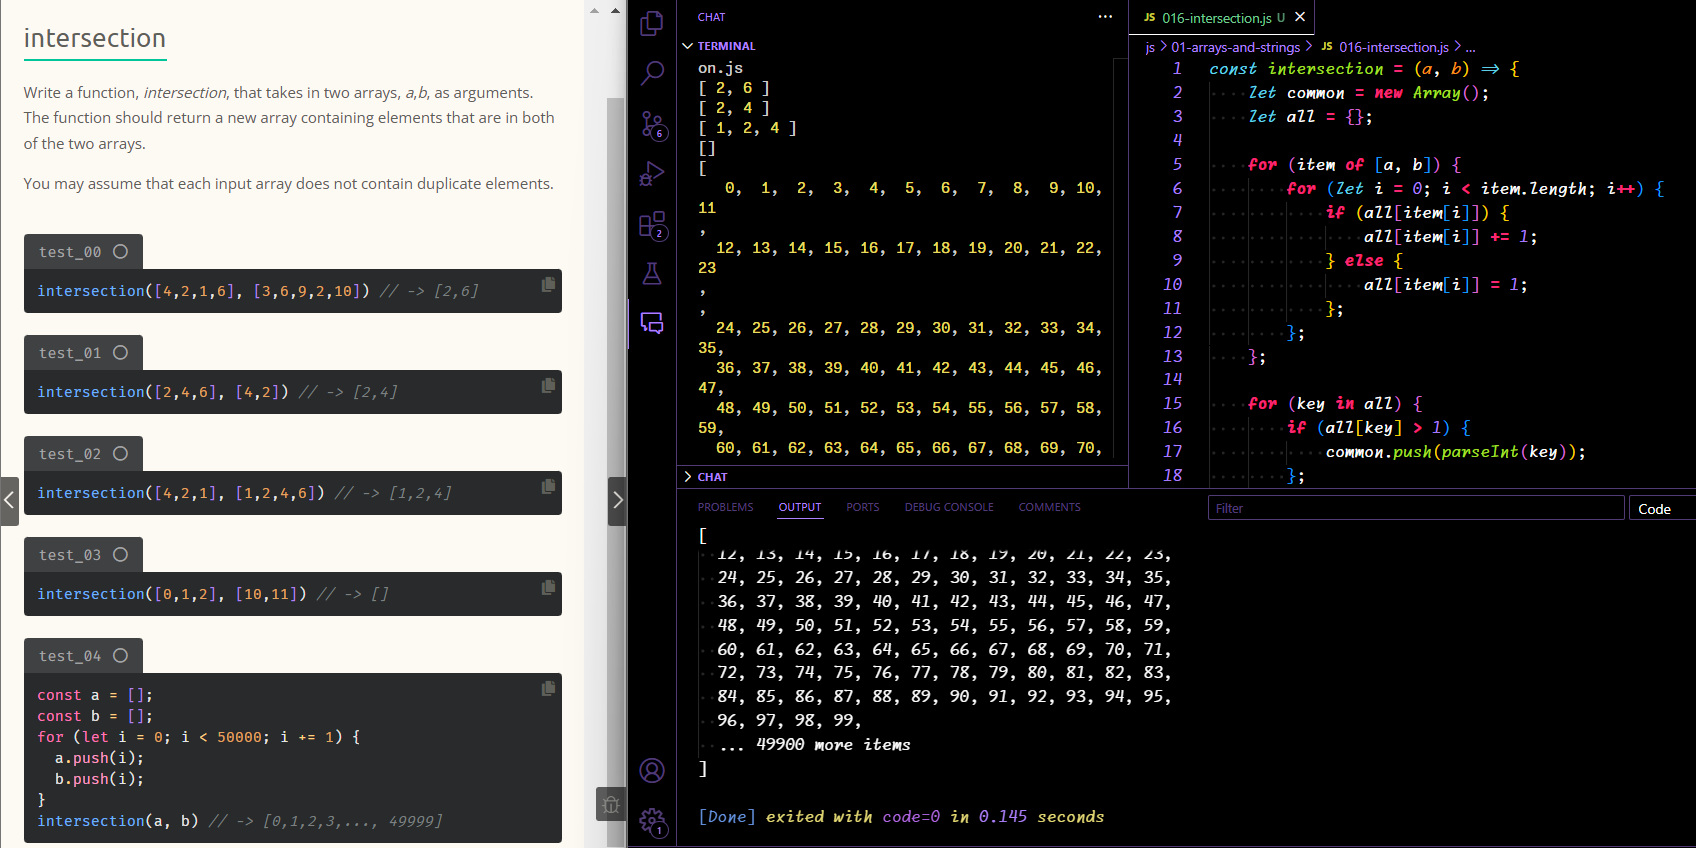 intersection
Write a function, intersection, that takes in two arrays, a,b, as arguments.
The function should return a new array containing elements that are in both
of the two arrays.
You may assume that each input array does not contain duplicate elements.
test_00
intersection([4,2,1,6], [3,6,9,2,10]) // -> [2,6]
test_01
intersection([2,4,6], [4,2]) // -> [2,4]
test_02
intersection([4,2,1], [1,2,4,6]) // -> [1,2,4]
test_03
intersection([0,1,2], [10,11]) // -> []
test_04
const a = [];
const b = [];
for (let i = 0; i < 50000; i += 1) {
  a.push(i);
  b.push(i);
}
intersection(a, b) // -> [0,1,2,3,..., 49999]
6
2
1
CHAT
...
TERMINAL
on.js
[ 2, 6 ]
[ 2, 4 ]
[ 1, 2, 4 ]
[]
[
0, 1, 2, 3, 4, 5, 6, 7, 8, 9, 10,
11
,
12, 13, 14, 15, 16, 17, 18, 19, 20, 21, 22,
23
,
,
24, 25, 26, 27, 28, 29, 30, 31, 32, 33, 34,
35,
36, 37, 38, 39, 40, 41, 42, 43, 44, 45, 46,
47,
48, 49, 50, 51, 52, 53, 54, 55, 56, 57, 58,
59,
60, 61, 62, 63, 64, 65, 66, 67, 68, 69, 70,
CHAT
JS 016-intersection.js U
js > 01-arrays-and-strings > JS 016-intersection.js > ...
1 const intersection = (a, b) => {
2 let common = new Array();
3 let all = {};
4
5 for (item of [a, b]) {
6 for (let i = 0; i < item.length; i++) {
7 if (all[item[i]]) {
8 all[item[i]] += 1;
9 } else {
10 all[item[i]] = 1;
11 };
12 };
13 };
14
15 for (key in all) {
16 if (all[key] > 1) {
17 common.push(parseInt(key));
18 };
PROBLEMS OUTPUT PORTS DEBUG CONSOLE COMMENTS
Filter
Code
[
12, 13, 14, 15, 16, 17, 18, 19, 20, 21, 22, 23,
24, 25, 26, 27, 28, 29, 30, 31, 32, 33, 34, 35,
36, 37, 38, 39, 40, 41, 42, 43, 44, 45, 46, 47,
48, 49, 50, 51, 52, 53, 54, 55, 56, 57, 58, 59,
60, 61, 62, 63, 64, 65, 66, 67, 68, 69, 70, 71,
72, 73, 74, 75, 76, 77, 78, 79, 80, 81, 82, 83,
84, 85, 86, 87, 88, 89, 90, 91, 92, 93, 94, 95,
96, 97, 98, 99,
... 49900 more items
]
[Done] exited with code=0 in 0.145 seconds